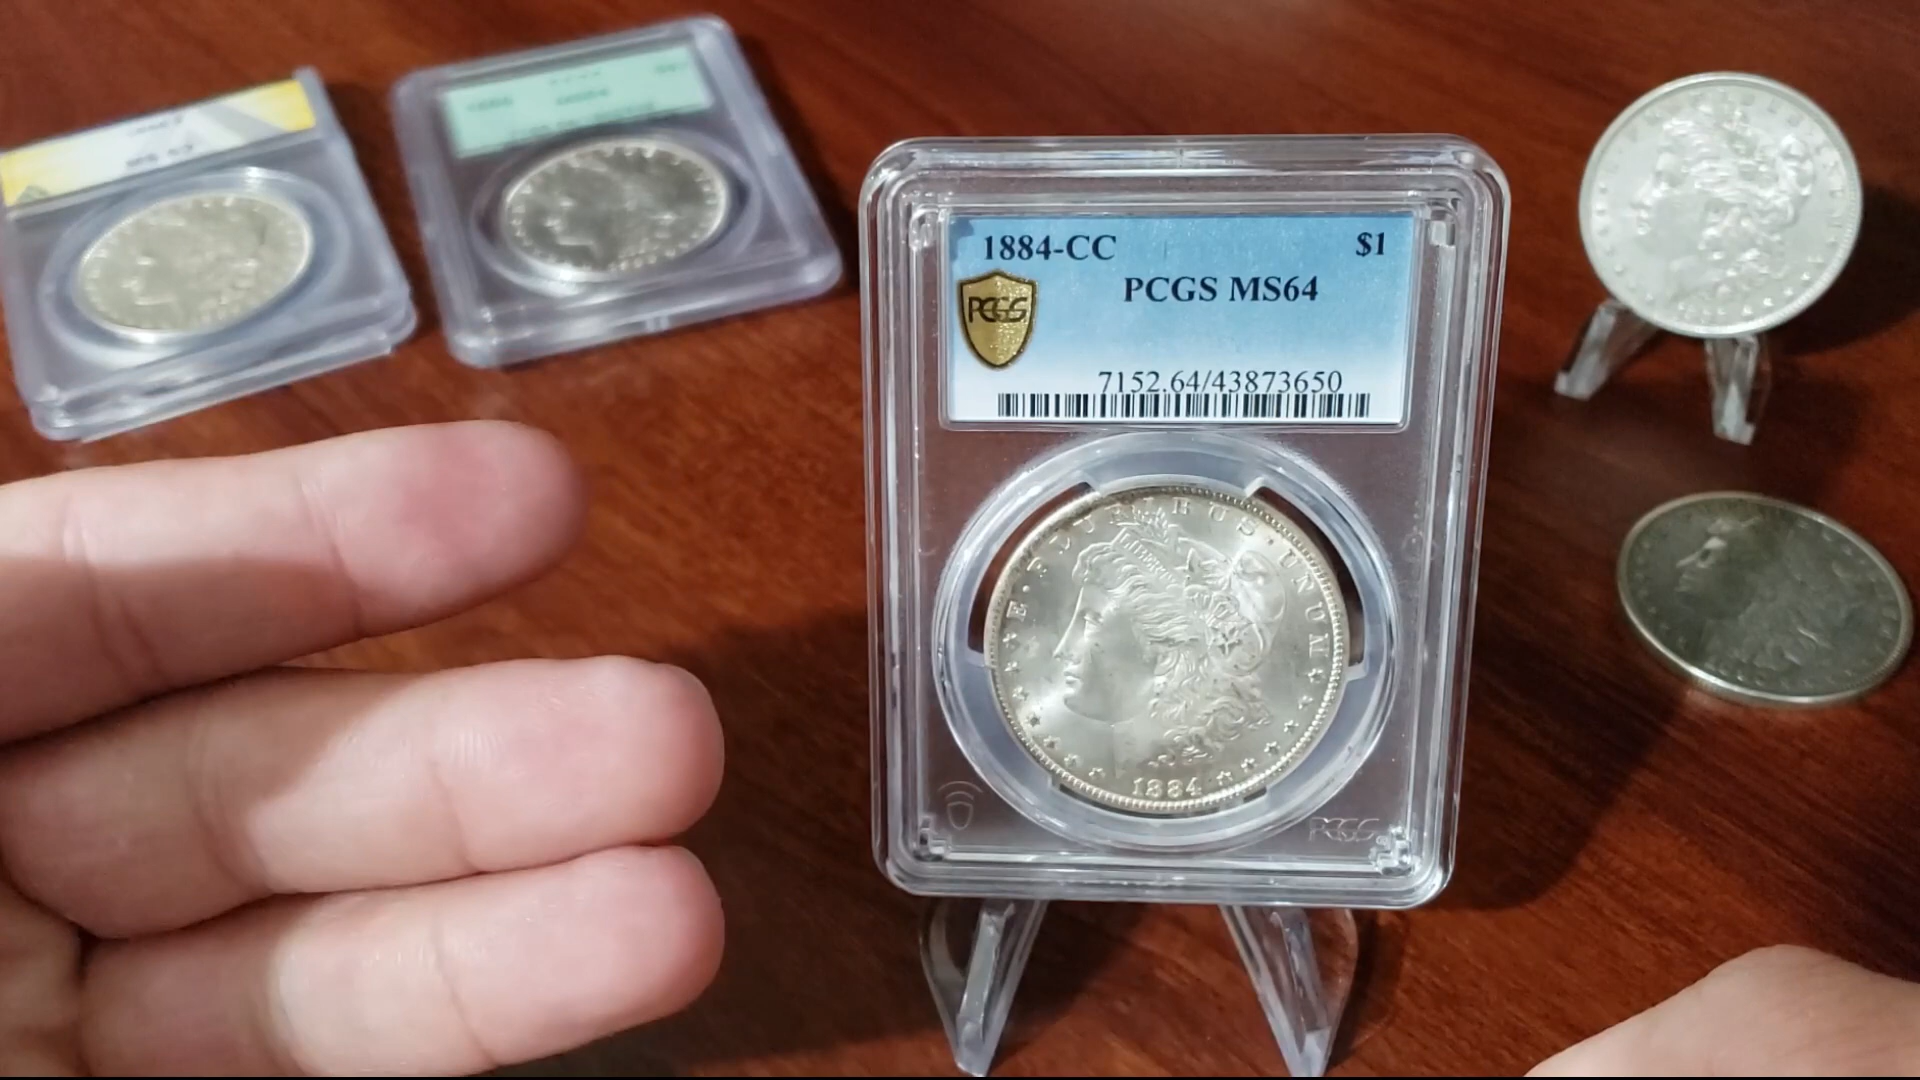 1884-CC $1
PCGS MS64
PCGS
7152.64/43873650
E·PLURIBUS·UNUM
LIBERTY
1884
PCGS